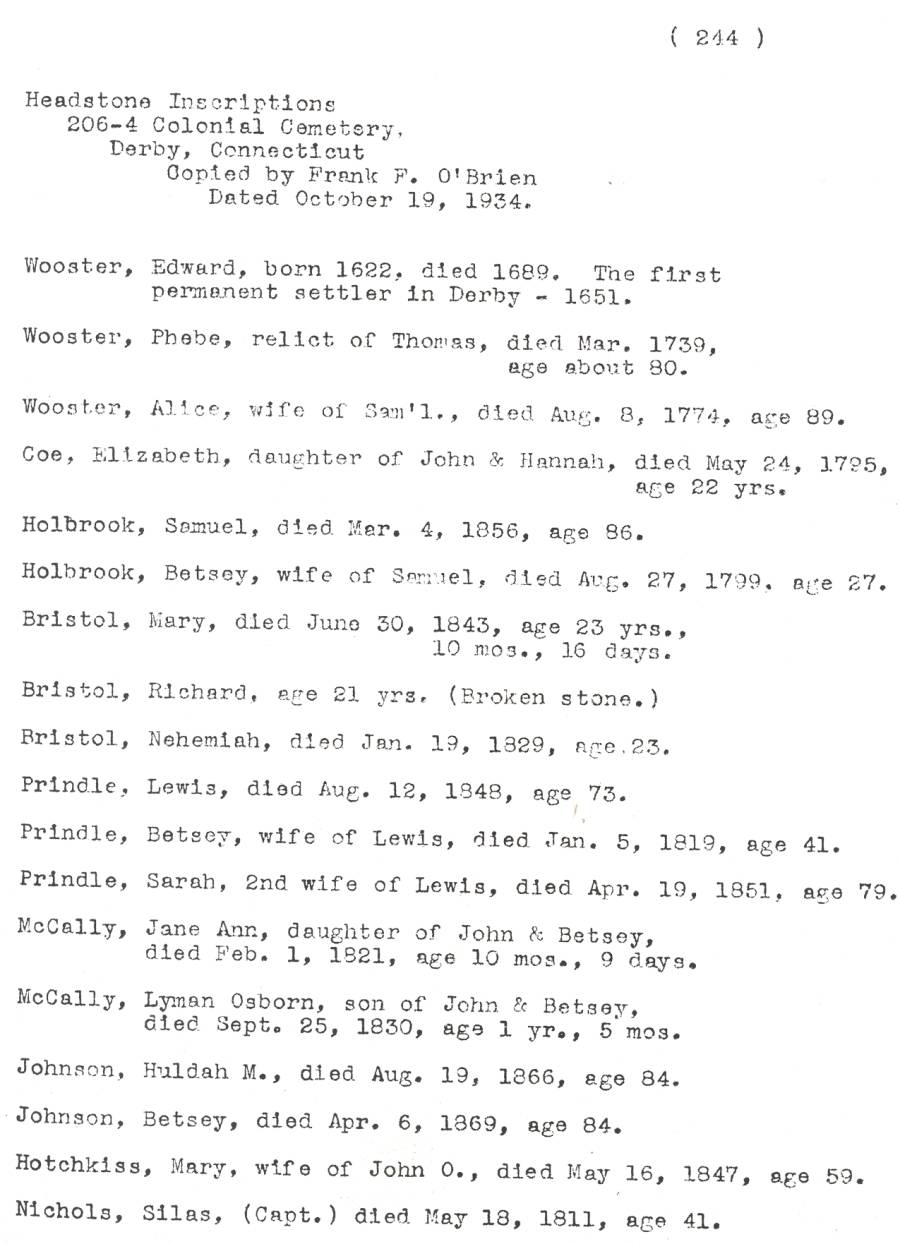 ( 244 )
Headstone Inscriptions
206-4 Colonial Cemetery,
Derby, Connecticut
Copied by Frank F. O'Brien
Dated October 19, 1934.
Wooster, Edward, born 1622, died 1689. The first
permanent settler in Derby - 1651.
Wooster, Phebe, relict of Thomas, died Mar. 1739,
age about 80.
Wooster, Alice, wife of Sam'l., died Aug. 8, 1774, age 89.
Coe, Elizabeth, daughter of John & Hannah, died May 24, 1795,
age 22 yrs.
Holbrook, Samuel, died Mar. 4, 1856, age 86.
Holbrook, Betsey, wife of Samuel, died Aug. 27, 1799. age 27.
Bristol, Mary, died June 30, 1843, age 23 yrs.,
10 mos., 16 days.
Bristol, Richard, age 21 yrs. (Broken stone.)
Bristol, Nehemiah, died Jan. 19, 1829, age 23.
Prindle, Lewis, died Aug. 12, 1848, age 73.
Prindle, Betsey, wife of Lewis, died Jan. 5, 1819, age 41.
Prindle, Sarah, 2nd wife of Lewis, died Apr. 19, 1851, age 79.
McCally, Jane Ann, daughter of John & Betsey,
died Feb. 1, 1821, age 10 mos., 9 days.
McCally, Lyman Osborn, son of John & Betsey,
died Sept. 25, 1830, age 1 yr., 5 mos.
Johnson, Huldah M., died Aug. 19, 1866, age 84.
Johnson, Betsey, died Apr. 6, 1869, age 84.
Hotchkiss, Mary, wife of John O., died May 16, 1847, age 59.
Nichols, Silas, (Capt.) died May 18, 1811, age 41.